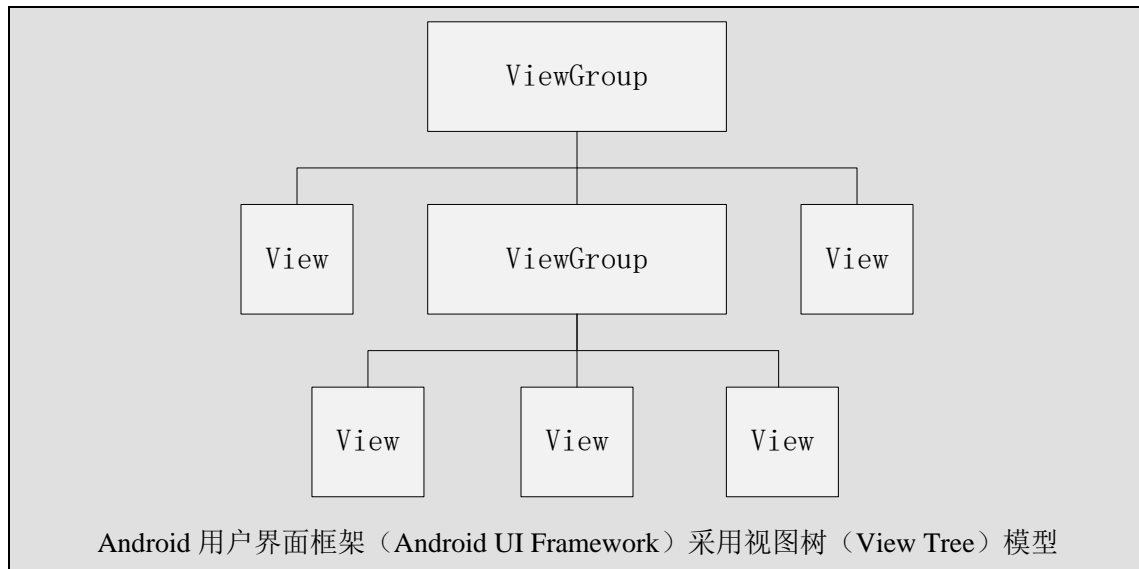 ViewGroup
View
ViewGroup
View
View
View
View
Android 用户界面框架（Android UI Framework）采用视图树（View Tree）模型